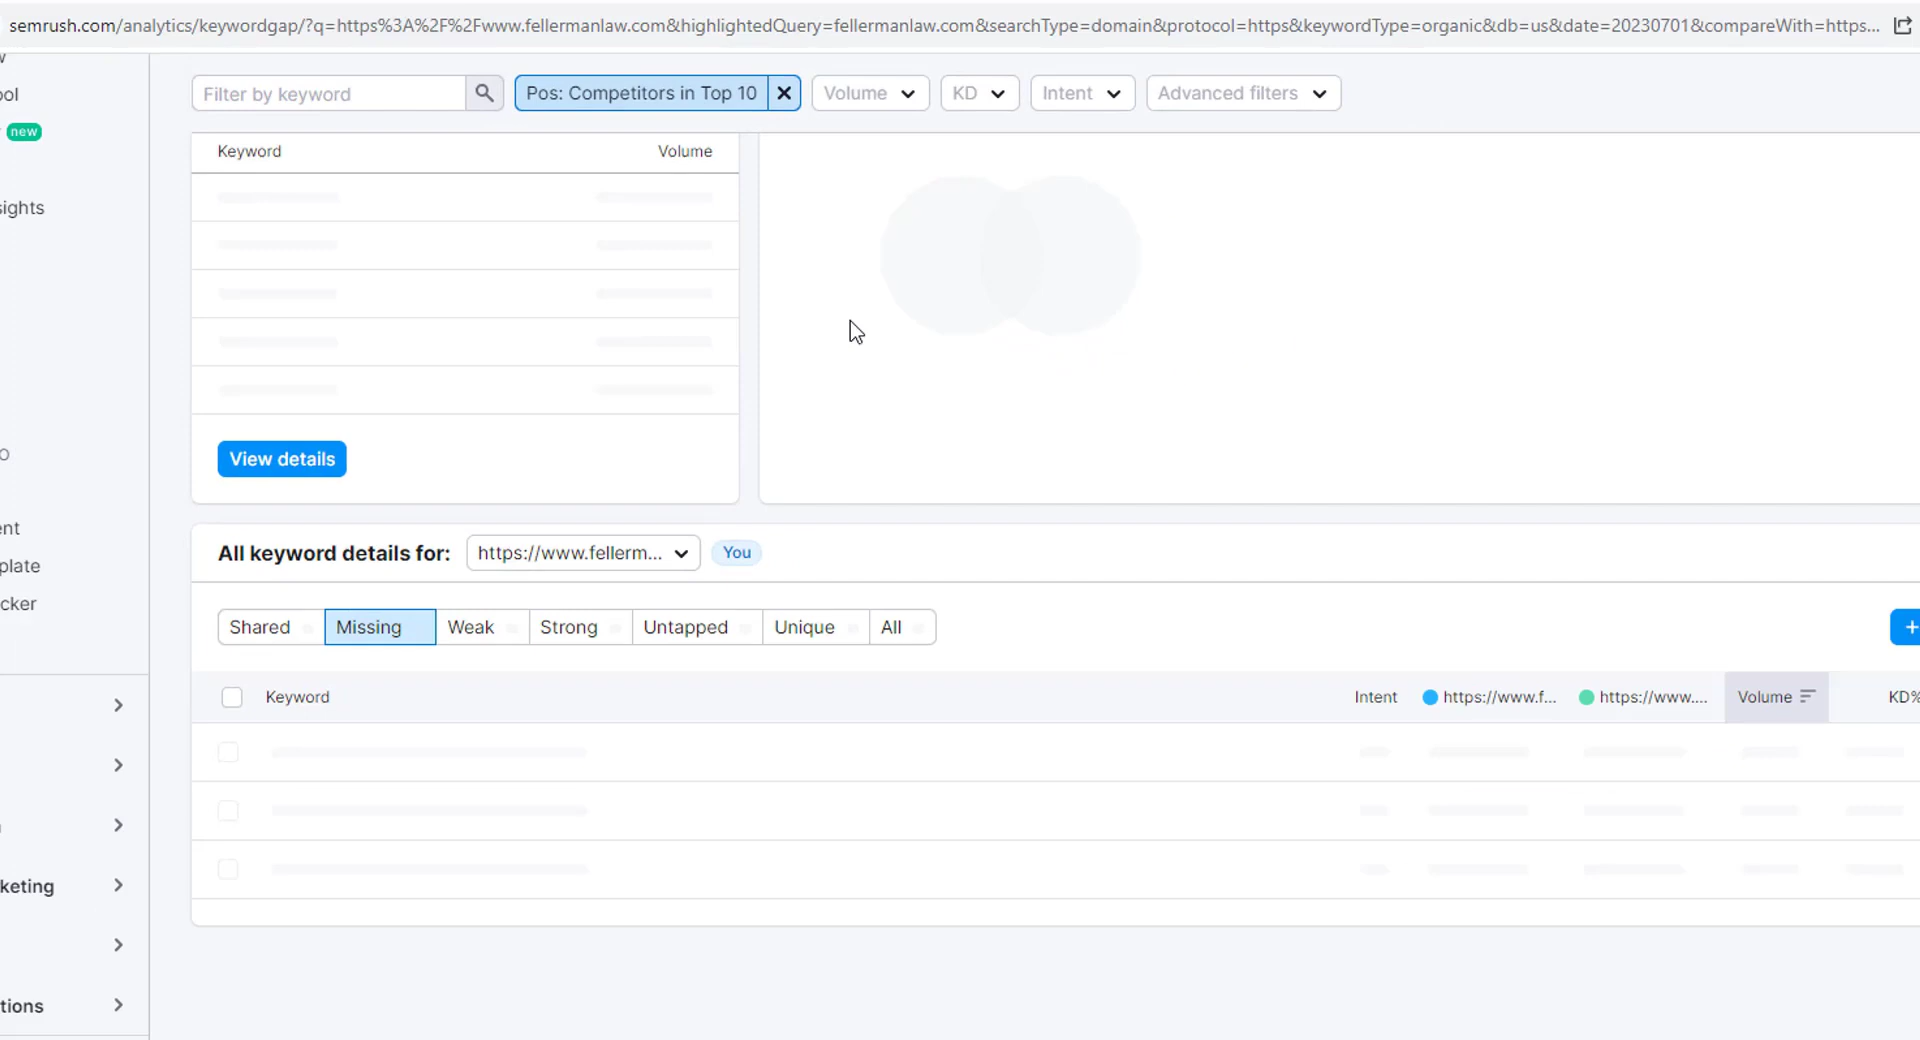 semrush.com/analytics/keywordgap/?q=https%3A%2F%2Fwww.fellermanlaw.com&highlightedQuery=fellermanlaw.com&searchType=domain&protocol=https&keywordType=organic&db=us&date=20230701&compareWith=https...
ool
new
sights
ent
plate
cker
keting
tions
Filter by keyword
Pos: Competitors in Top 10
Volume
KD
Intent
Advanced filters
Keyword Volume
View details
All keyword details for: https://www.fellerm... You
Shared Missing Weak Strong Untapped Unique All
+
Keyword Intent https://www.f... https://www.... Volume KD%